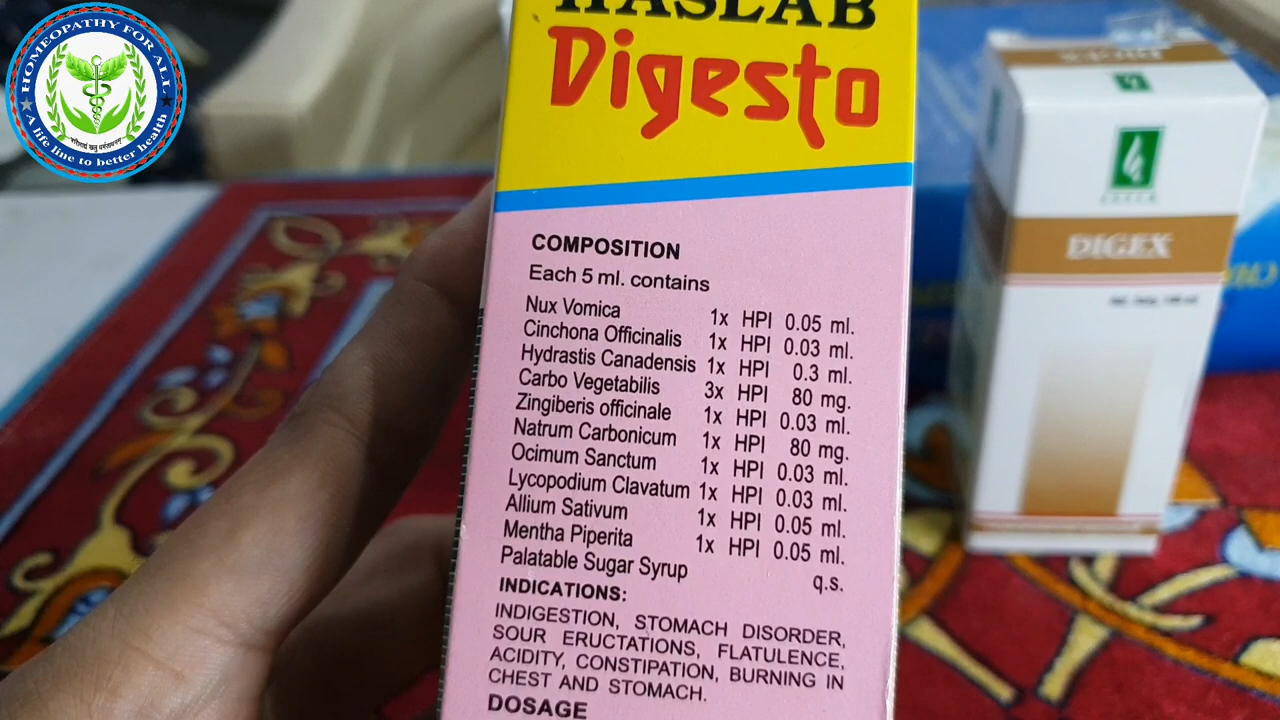 HOMEOPATHY FOR ALL
A life line to better health
HASLAB
Digesto
COMPOSITION
Each 5 ml. contains
Nux Vomica 1x HPI 0.05 ml.
Cinchona Officinalis 1x HPI 0.03 ml.
Hydrastis Canadensis 1x HPI 0.3 ml.
Carbo Vegetabilis 3x HPI 80 mg.
Zingiberis officinale 1x HPI 0.03 ml.
Natrum Carbonicum 1x HPI 80 mg.
Ocimum Sanctum 1x HPI 0.03 ml.
Lycopodium Clavatum 1x HPI 0.03 ml.
Allium Sativum 1x HPI 0.05 ml.
Mentha Piperita 1x HPI 0.05 ml.
Palatable Sugar Syrup q.s.
INDICATIONS:
INDIGESTION, STOMACH DISORDER,
SOUR ERUCTATIONS, FLATULENCE,
ACIDITY, CONSTIPATION, BURNING IN
CHEST AND STOMACH.
DOSAGE
DIGEX